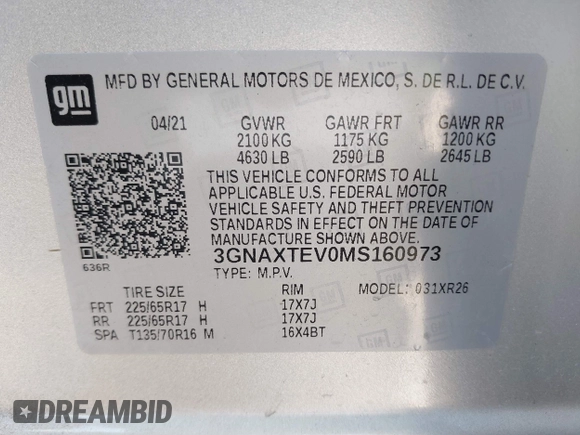 gm
MFD BY GENERAL MOTORS DE MEXICO, S. DE R.L. DE C.V.
04/21 GVWR GAWR FRT GAWR RR
2100 KG 1175 KG 1200 KG
4630 LB 2590 LB 2645 LB
THIS VEHICLE CONFORMS TO ALL
APPLICABLE U.S. FEDERAL MOTOR
VEHICLE SAFETY AND THEFT PREVENTION
STANDARDS IN EFFECT ON THE DATE OF
MANUFACTURE SHOWN ABOVE.
636R
3GNAXTEV0MS160973
TYPE: M.P.V.
MODEL: 031XR26
TIRE SIZE RIM
FRT 225/65R17 H 17X7J
RR 225/65R17 H 17X7J
SPA T135/70R16 M 16X4BT
DREAMBID